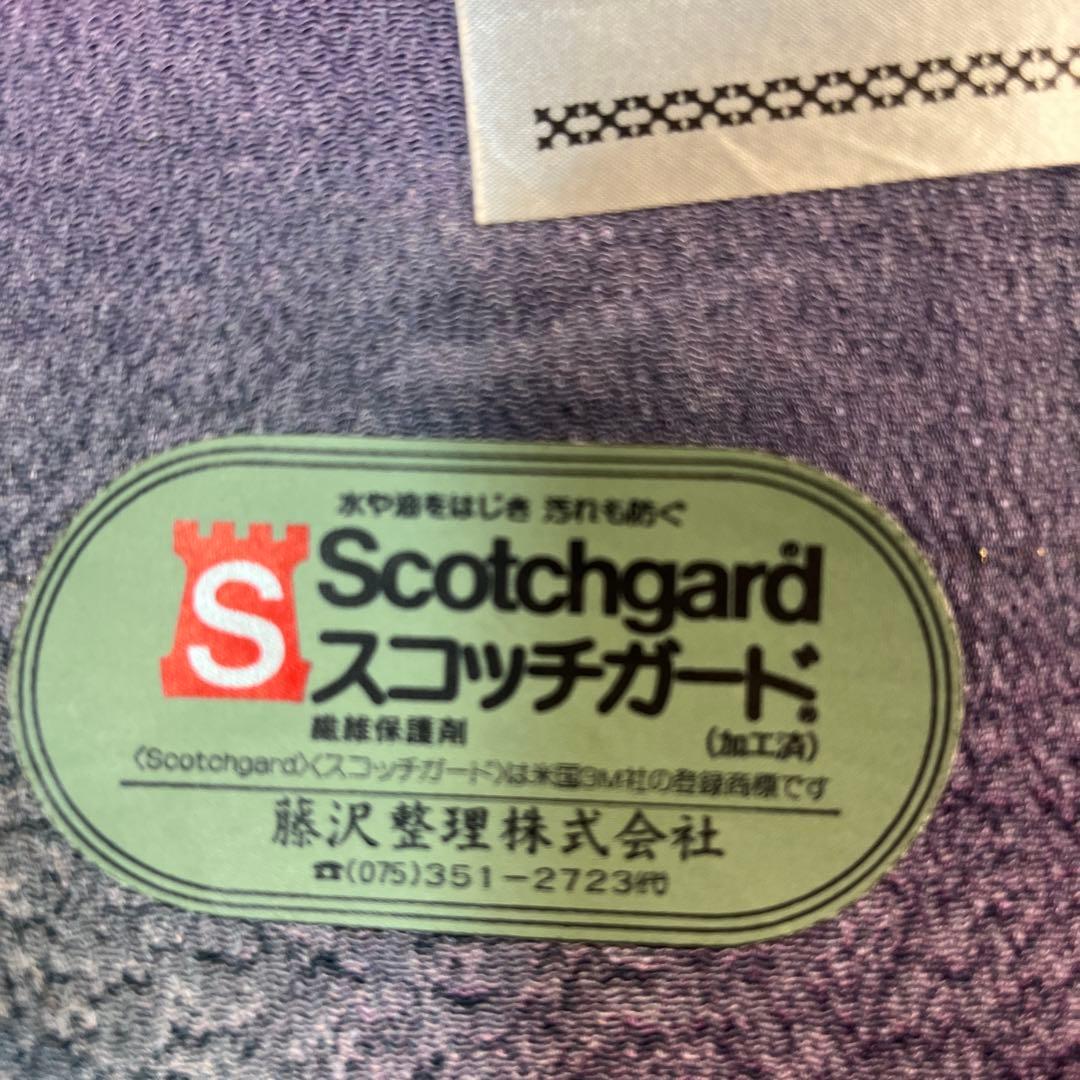 水や油をはじき 汚れも防ぐ
S
Scotchgard®
スコッチガード®
繊維保護剤
(加工済)
〈Scotchgard〉〈スコッチガード〉は米国3M社の登録商標です
藤沢整理株式会社
☎(075)351-2723代